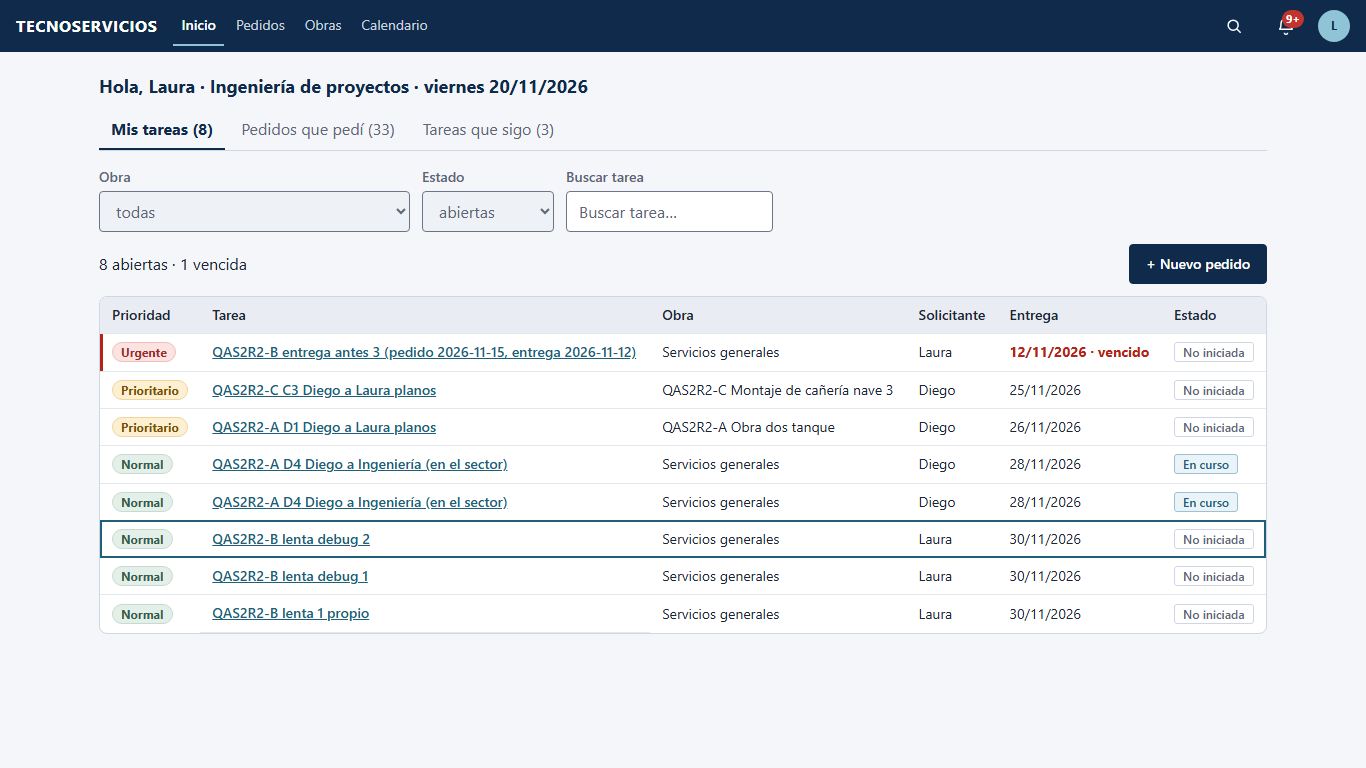 TECNOSERVICIOS Inicio Pedidos Obras Calendario 9+ L
Hola, Laura · Ingeniería de proyectos · viernes 20/11/2026
Mis tareas (8) Pedidos que pedí (33) Tareas que sigo (3)
Obra Estado Buscar tarea
todas abiertas Buscar tarea...
8 abiertas · 1 vencida + Nuevo pedido
Prioridad Tarea Obra Solicitante Entrega Estado
Urgente QAS2R2-B entrega antes 3 (pedido 2026-11-15, entrega 2026-11-12) Servicios generales Laura 12/11/2026 · vencido No iniciada
Prioritario QAS2R2-C C3 Diego a Laura planos QAS2R2-C Montaje de cañería nave 3 Diego 25/11/2026 No iniciada
Prioritario QAS2R2-A D1 Diego a Laura planos QAS2R2-A Obra dos tanque Diego 26/11/2026 No iniciada
Normal QAS2R2-A D4 Diego a Ingeniería (en el sector) Servicios generales Diego 28/11/2026 En curso
Normal QAS2R2-A D4 Diego a Ingeniería (en el sector) Servicios generales Diego 28/11/2026 En curso
Normal QAS2R2-B lenta debug 2 Servicios generales Laura 30/11/2026 No iniciada
Normal QAS2R2-B lenta debug 1 Servicios generales Laura 30/11/2026 No iniciada
Normal QAS2R2-B lenta 1 propio Servicios generales Laura 30/11/2026 No iniciada